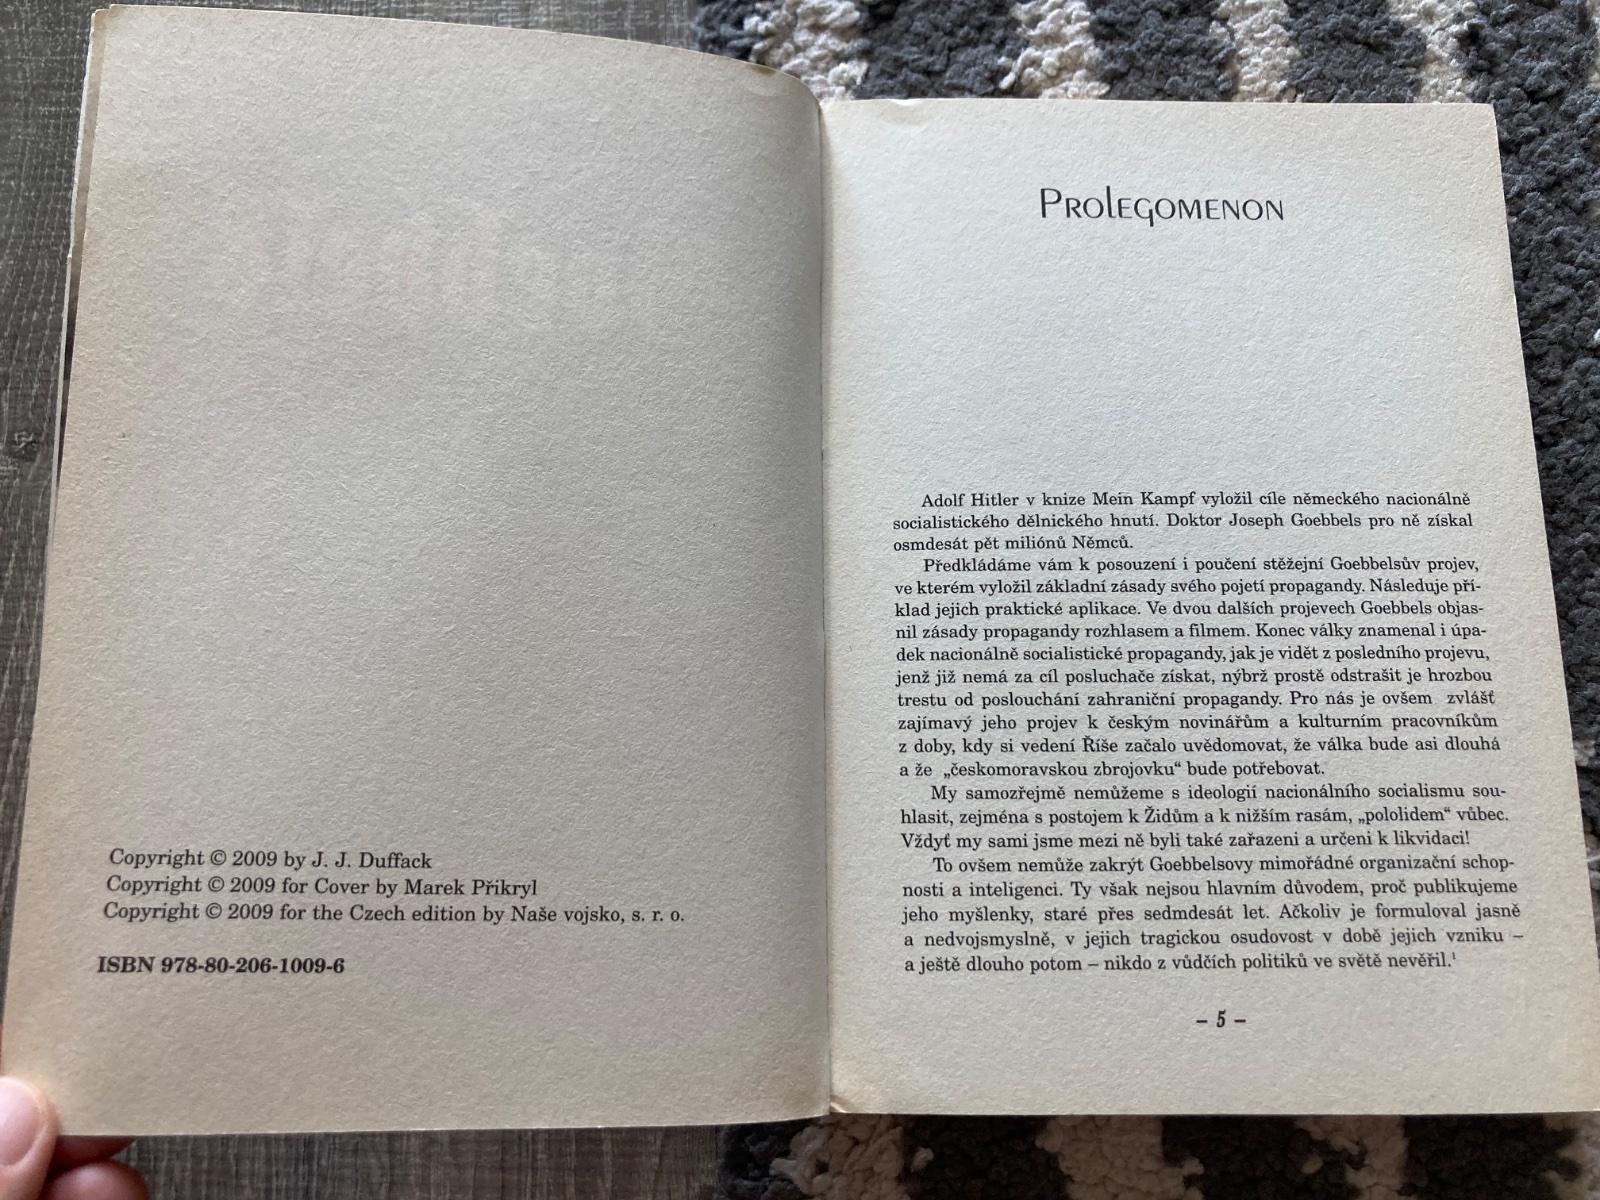 Copyright © 2009 by J. J. Duffack
Copyright © 2009 for Cover by Marek Přikryl
Copyright © 2009 for the Czech edition by Naše vojsko, s. r. o.
ISBN 978-80-206-1009-6
Prolegomenon
Adolf Hitler v knize Mein Kampf vyložil cíle německého nacionálně
socialistického dělnického hnutí. Doktor Joseph Goebbels pro ně získal
osmdesát pět miliónů Němců.
Předkládáme vám k posouzení i poučení stěžejní Goebbelsův projev,
ve kterém vyložil základní zásady svého pojetí propagandy. Následuje pří-
klad jejich praktické aplikace. Ve dvou dalších projevech Goebbels objas-
nil zásady propagandy rozhlasem a filmem. Konec války znamenal i úpa-
dek nacionálně socialistické propagandy, jak je vidět z posledního projevu,
jenž již nemá za cíl posluchače získat, nýbrž prostě odstrašit je hrozbou
trestu od poslouchání zahraniční propagandy. Pro nás je ovšem zvlášť
zajímavý jeho projev k českým novinářům a kulturním pracovníkům
z doby, kdy si vedení Říše začalo uvědomovat, že válka bude asi dlouhá
a že „českomoravskou zbrojovku“ bude potřebovat.
My samozřejmě nemůžeme s ideologií nacionálního socialismu sou-
hlasit, zejména s postojem k Židům a k nižším rasám, „pololidem“ vůbec.
Vždyť my sami jsme mezi ně byli také zařazeni a určeni k likvidaci!
To ovšem nemůže zakrýt Goebbelsovy mimořádné organizační schop-
nosti a inteligenci. Ty však nejsou hlavním důvodem, proč publikujeme
jeho myšlenky, staré přes sedmdesát let. Ačkoliv je formuloval jasně
a nedvojsmyslně, v jejich tragickou osudovost v době jejich vzniku –
a ještě dlouho potom – nikdo z vůdčích politiků ve světě nevěřil.¹
– 5 –